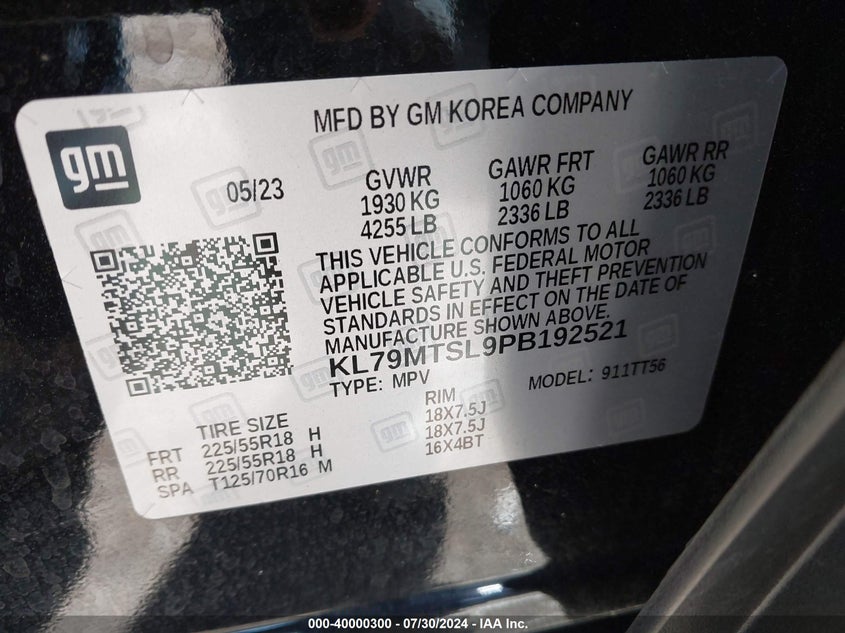 MFD BY GM KOREA COMPANY
gm
05/23
GVWR
1930 KG
4255 LB
GAWR FRT
1060 KG
2336 LB
GAWR RR
1060 KG
2336 LB
THIS VEHICLE CONFORMS TO ALL
APPLICABLE U.S. FEDERAL MOTOR
VEHICLE SAFETY AND THEFT PREVENTION
STANDARDS IN EFFECT ON THE DATE OF
MANUFACTURE SHOWN ABOVE.
KL79MTSL9PB192521
TYPE: MPV
MODEL: 911TT56
TIRE SIZE
RIM
FRT 225/55R18 H 18X7.5J
RR 225/55R18 H 18X7.5J
SPA T125/70R16 M 16X4BT
000-40000300 - 07/30/2024 - IAA Inc.